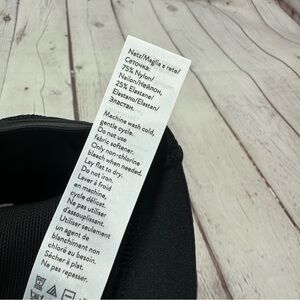 Netz/Maglia a rete/
Сеточка:
75% Nylon/
Nailon/Нейлон,
25% Elastane/
Elastano/Elastan/
Эластан.
Machine wash cold,
gentle cycle.
Do not use
fabric softener.
Only non-chlorine
bleach when needed.
Lay flat to dry.
Do not iron.
Laver à froid
en machine,
cycle délicat.
Ne pas utiliser
d'assouplissant.
Utiliser seulement
un agent de
blanchiment non
chloré au besoin.
Sécher à plat.
Ne pas repasser.